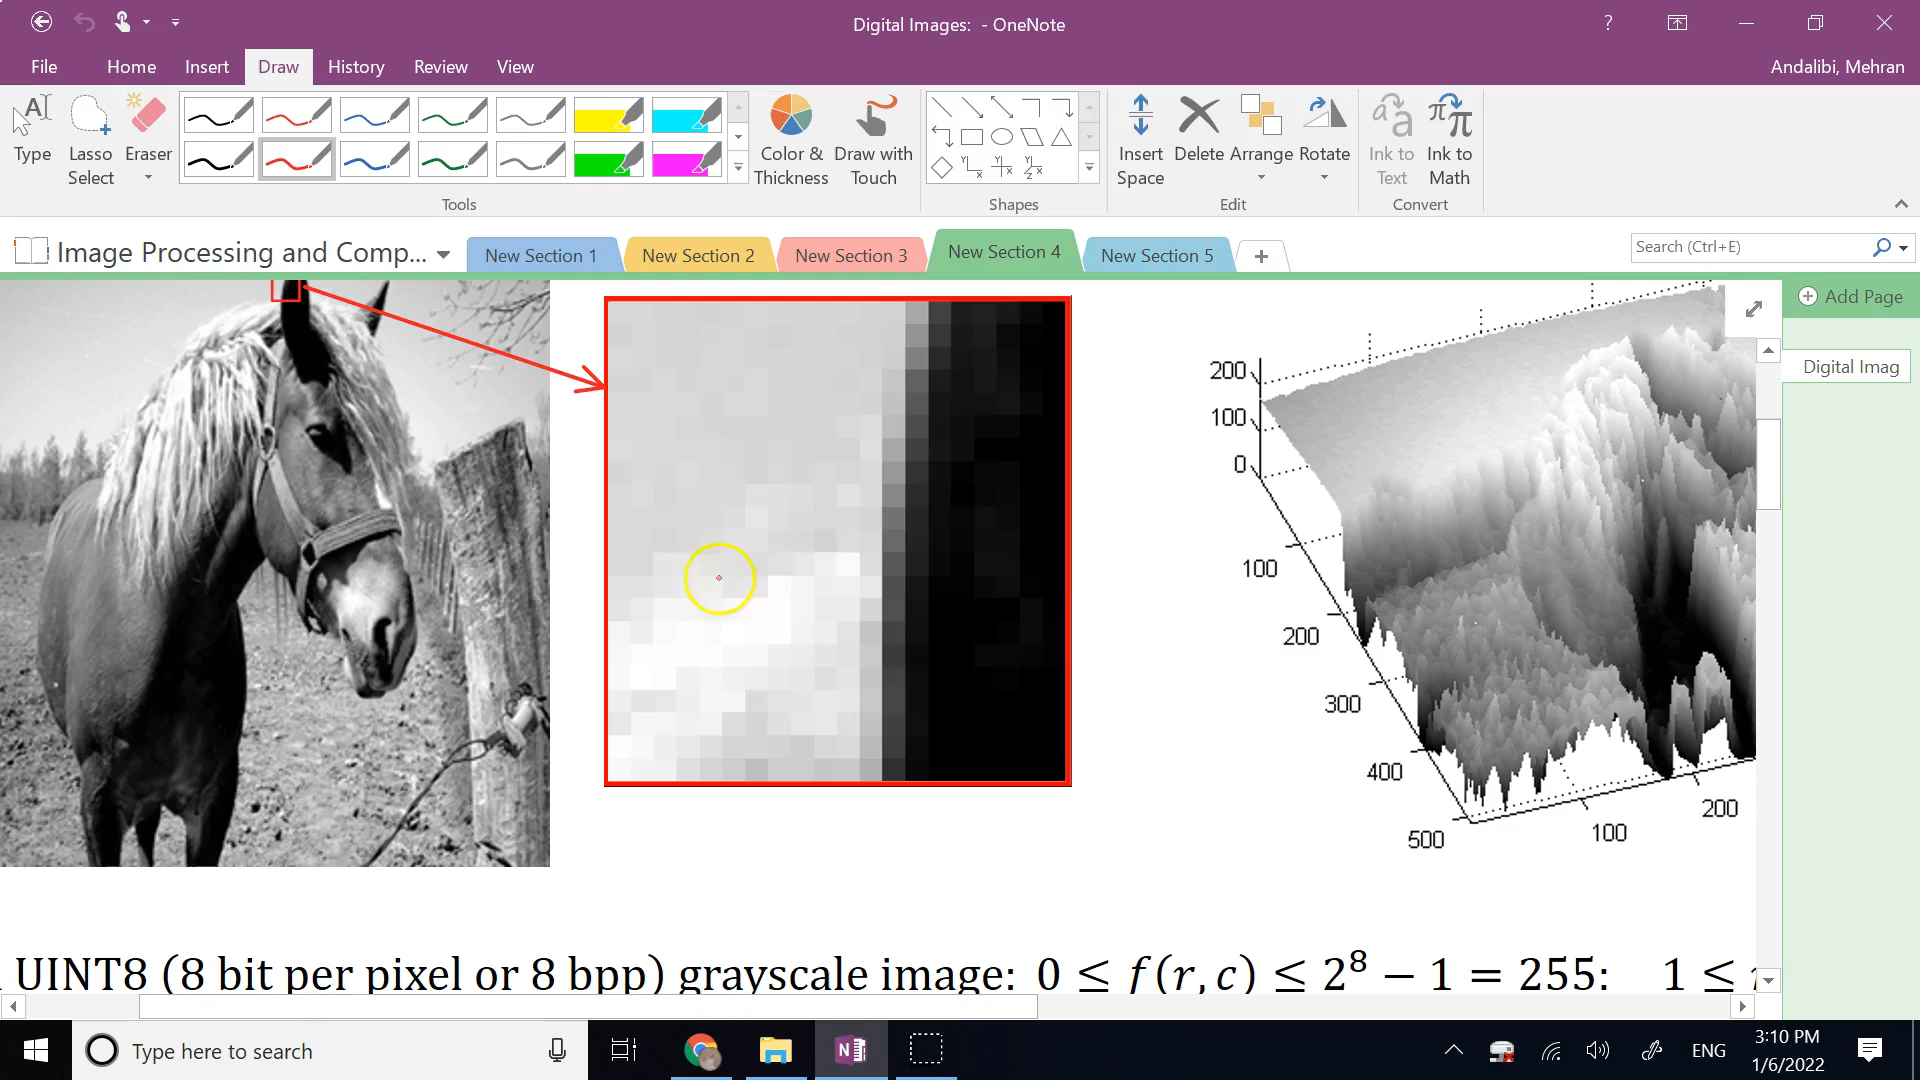 Digital Images:  - OneNote
?
File Home Insert Draw History Review View
Andalibi, Mehran
Type
Lasso Select
Eraser
Color & Thickness
Draw with Touch
Insert Space
Delete
Arrange
Rotate
Ink to Text
Ink to Math
Tools
Shapes
Edit
Convert
Image Processing and Comp...
New Section 1
New Section 2
New Section 3
New Section 4
New Section 5
Search (Ctrl+E)
Add Page
Digital Imag
200
100
0
100
200
300
400
500
100
200
UINT8 (8 bit per pixel or 8 bpp) grayscale image: 0 ≤ f(r, c) ≤ 2⁸ − 1 = 255: 1 ≤
Type here to search
N
ENG
3:10 PM
1/6/2022